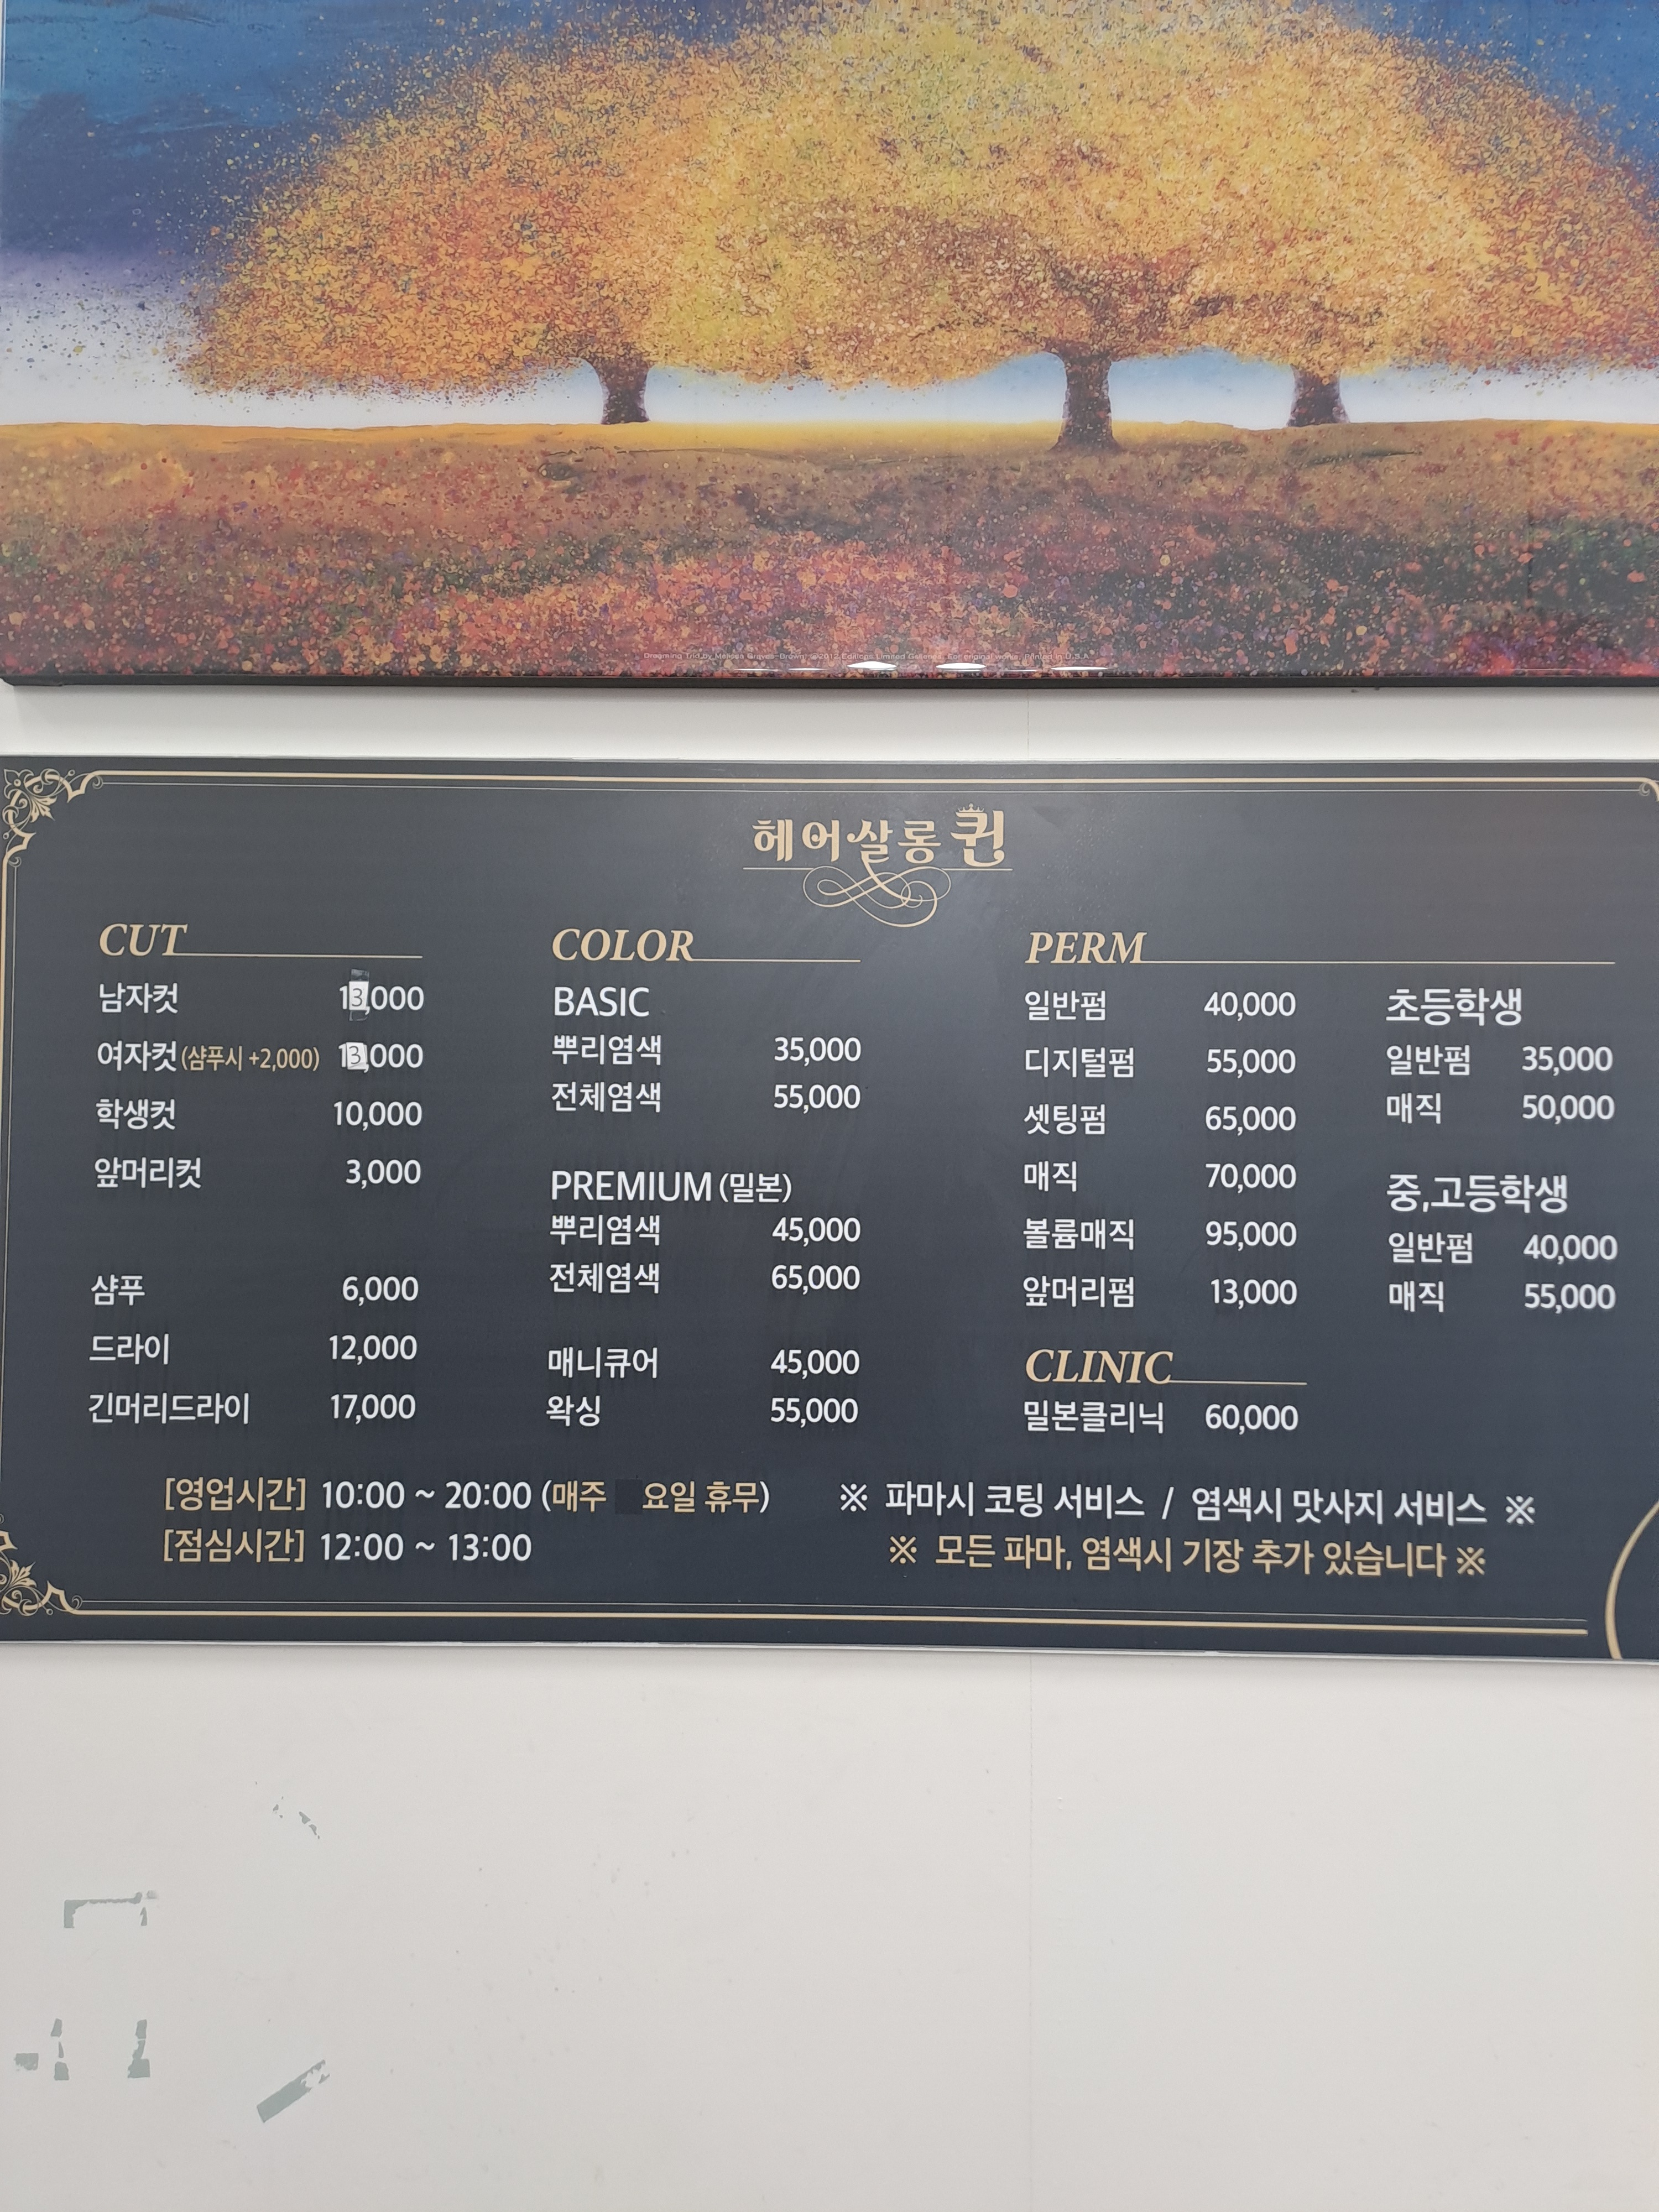 헤어살롱 퀸
CUT
남자컷 13,000
여자컷(샴푸시 +2,000) 13,000
학생컷 10,000
앞머리컷 3,000
샴푸 6,000
드라이 12,000
긴머리드라이 17,000
COLOR
BASIC
뿌리염색 35,000
전체염색 55,000
PREMIUM (밀본)
뿌리염색 45,000
전체염색 65,000
매니큐어 45,000
왁싱 55,000
PERM
일반펌 40,000
디지털펌 55,000
셋팅펌 65,000
매직 70,000
볼륨매직 95,000
앞머리펌 13,000
초등학생
일반펌 35,000
매직 50,000
중,고등학생
일반펌 40,000
매직 55,000
CLINIC
밀본클리닉 60,000
[영업시간] 10:00 ~ 20:00 (매주 요일 휴무)
[점심시간] 12:00 ~ 13:00
※ 파마시 코팅 서비스 / 염색시 맛사지 서비스 ※
※ 모든 파마, 염색시 기장 추가 있습니다 ※